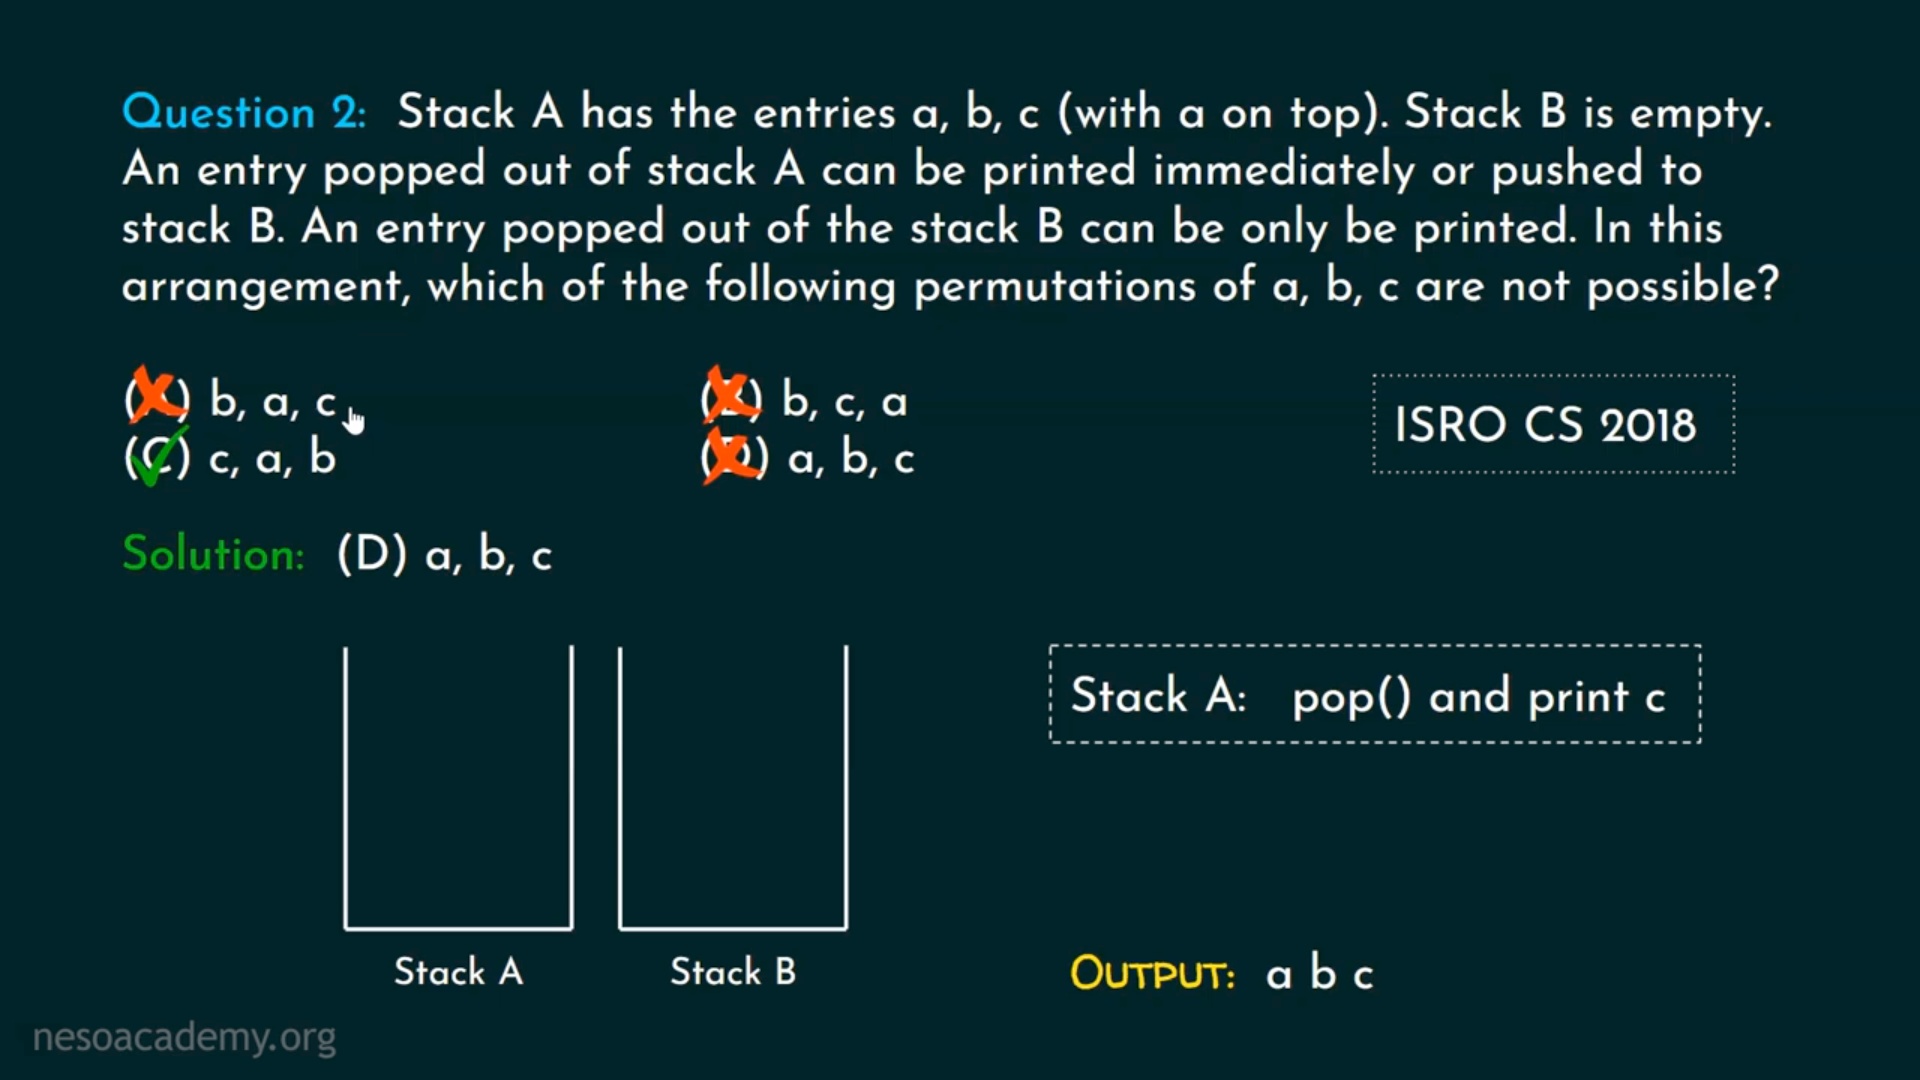 Question 2: Stack A has the entries a, b, c (with a on top). Stack B is empty.
An entry popped out of stack A can be printed immediately or pushed to
stack B. An entry popped out of the stack B can be only be printed. In this
arrangement, which of the following permutations of a, b, c are not possible?
(A) b, a, c (B) b, c, a
ISRO CS 2018
(C) c, a, b (D) a, b, c
Solution: (D) a, b, c
Stack A: pop() and print c
Stack A Stack B
OUTPUT: a b c
nesoacademy.org